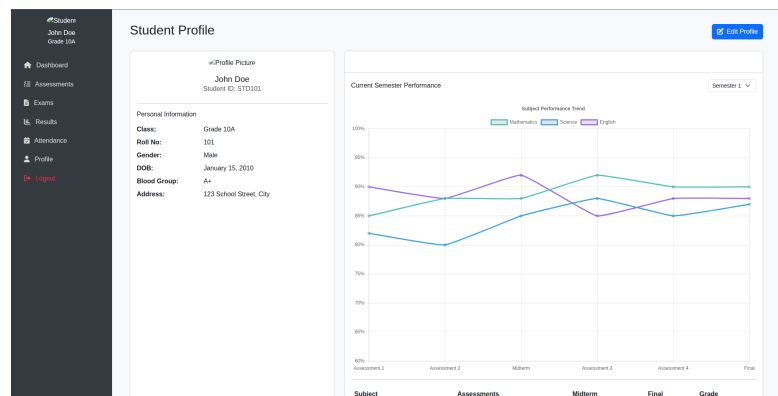 Student
John Doe
Grade 10A
Dashboard
Assessments
Exams
Results
Attendance
Profile
Logout
Student Profile
Edit Profile
Profile Picture
John Doe
Student ID: STD101
Personal Information
Class: Grade 10A
Roll No: 101
Gender: Male
DOB: January 15, 2010
Blood Group: A+
Address: 123 School Street, City
Current Semester Performance
Semester 1
Subject Performance Trend
Mathematics Science English
100%
95%
90%
85%
80%
75%
70%
65%
60%
Assessment 1 Assessment 2 Midterm Assessment 3 Assessment 4 Final
Subject Assessments Midterm Final Grade